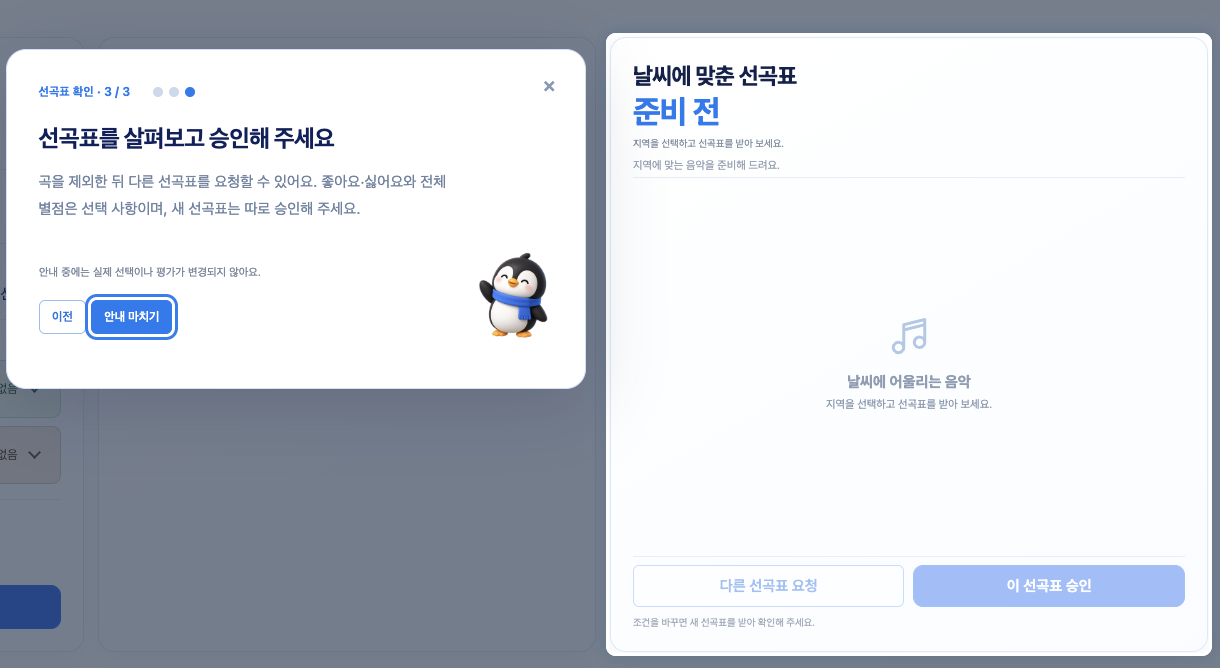 선곡표 확인 · 3 / 3
선곡표를 살펴보고 승인해 주세요
곡을 제외한 뒤 다른 선곡표를 요청할 수 있어요. 좋아요·싫어요와 전체
별점은 선택 사항이며, 새 선곡표는 따로 승인해 주세요.
안내 중에는 실제 선택이나 평가가 변경되지 않아요.
이전
안내 마치기
없음
없음
날씨에 맞춘 선곡표
준비 전
지역을 선택하고 선곡표를 받아 보세요.
지역에 맞는 음악을 준비해 드려요.
날씨에 어울리는 음악
지역을 선택하고 선곡표를 받아 보세요.
다른 선곡표 요청
이 선곡표 승인
조건을 바꾸면 새 선곡표를 받아 확인해 주세요.